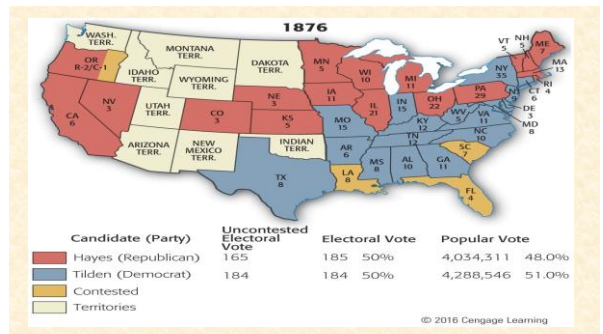 1876
WASH.
TERR.
OR
R-2/C-1
IDAHO
TERR.
MONTANA
TERR.
DAKOTA
TERR.
WYOMING
TERR.
NV
3
UTAH
TERR.
CA
6
CO
3
ARIZONA
TERR.
NEW
MEXICO
TERR.
INDIAN
TERR.
NE
3
KS
5
TX
8
MN
5
IA
11
MO
15
AR
6
LA
8
WI
10
IL
21
MI
11
IN
15
OH
22
KY
12
TN
12
MS
8
AL
10
GA
11
FL
4
SC
7
NC
10
VA
11
WV
5
PA
29
NY
35
VT
5
NH
5
ME
7
MA
13
RI
4
CT
6
NJ
9
DE
3
MD
8
Candidate (Party) Uncontested Electoral Vote Electoral Vote Popular Vote
Hayes (Republican) 165 185 50% 4,034,311 48.0%
Tilden (Democrat) 184 184 50% 4,288,546 51.0%
Contested
Territories
© 2016 Cengage Learning